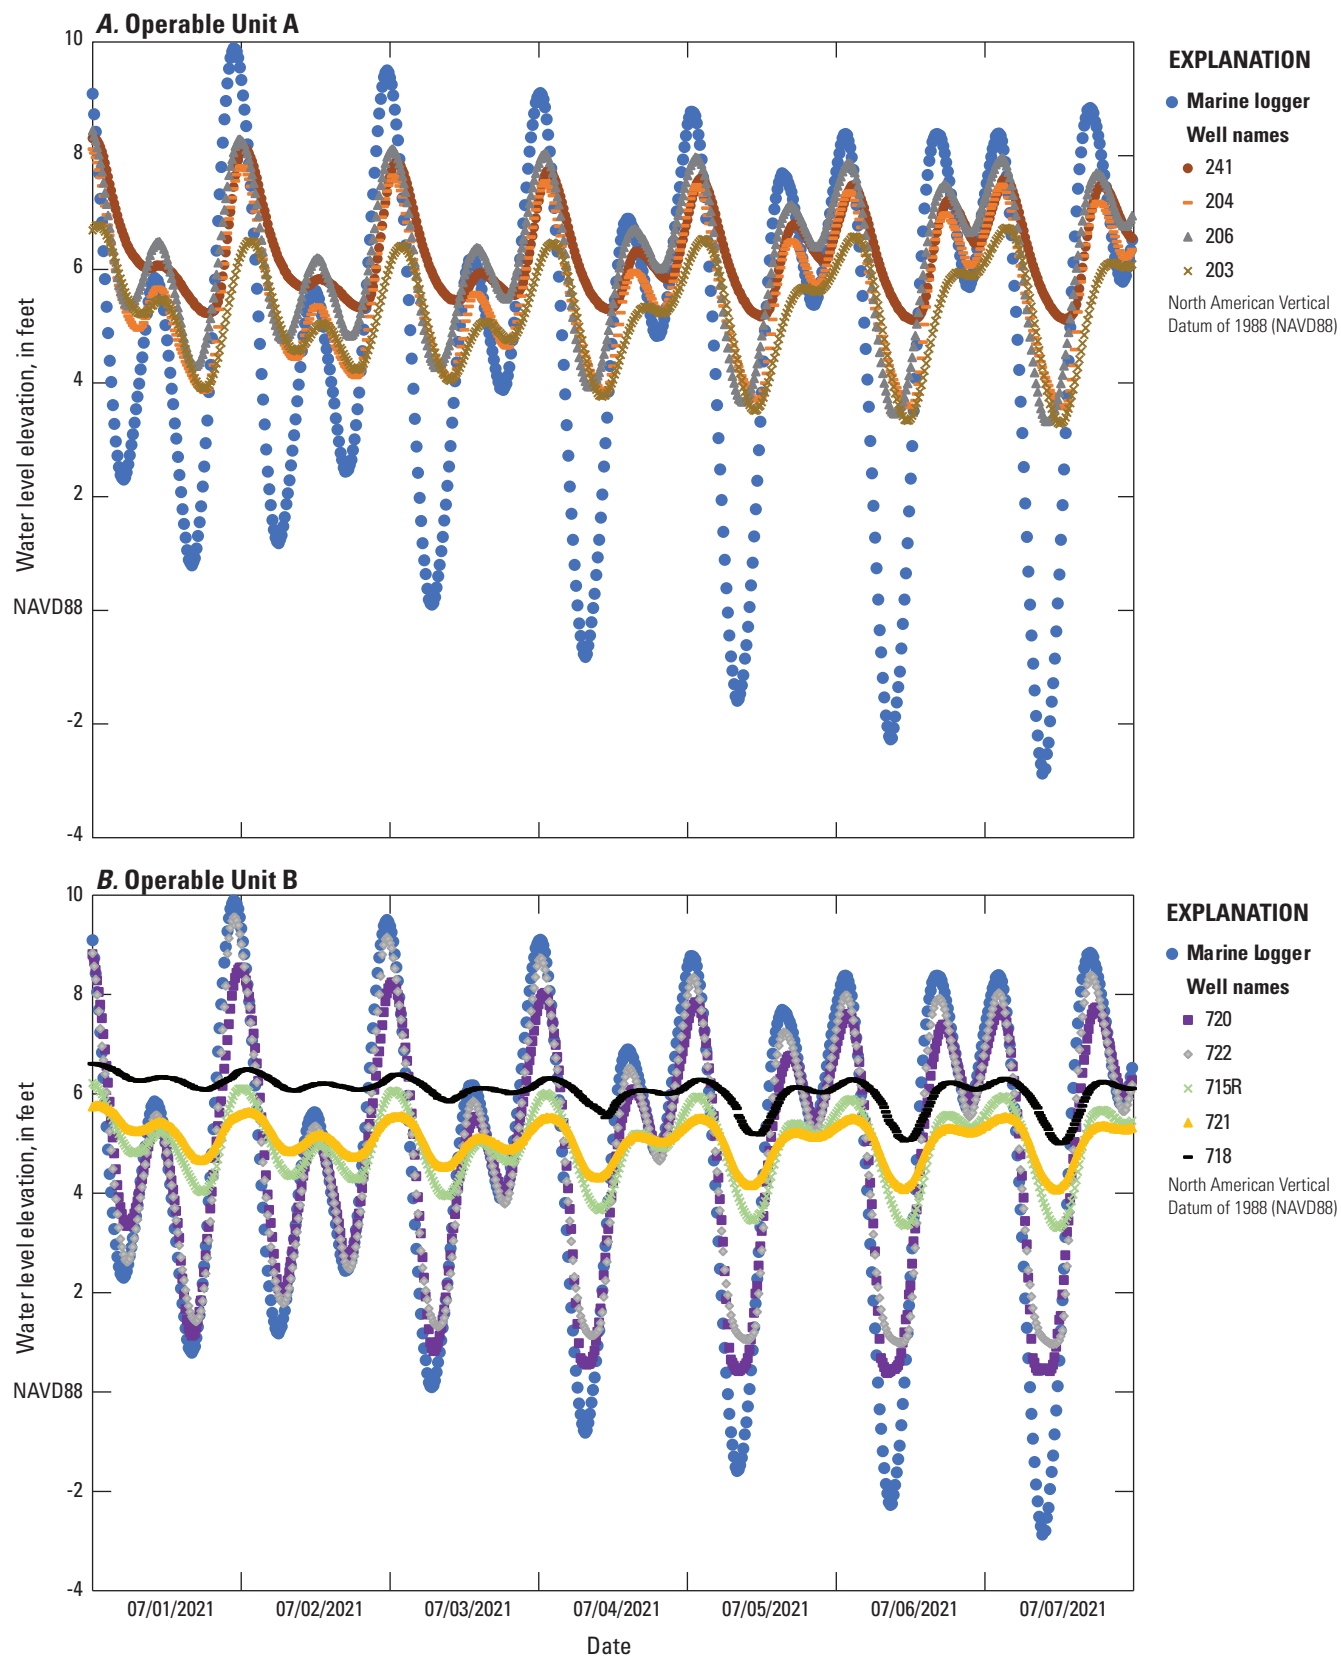 A. Operable Unit A
10
8
6
4
2
NAVD88
-2
-4
Water level elevation, in feet
EXPLANATION
Marine logger
Well names
241
204
206
203
North American Vertical
Datum of 1988 (NAVD88)
B. Operable Unit B
10
8
6
4
2
NAVD88
-2
-4
Water level elevation, in feet
EXPLANATION
Marine Logger
Well names
720
722
715R
721
718
North American Vertical
Datum of 1988 (NAVD88)
07/01/2021
07/02/2021
07/03/2021
07/04/2021
07/05/2021
07/06/2021
07/07/2021
Date